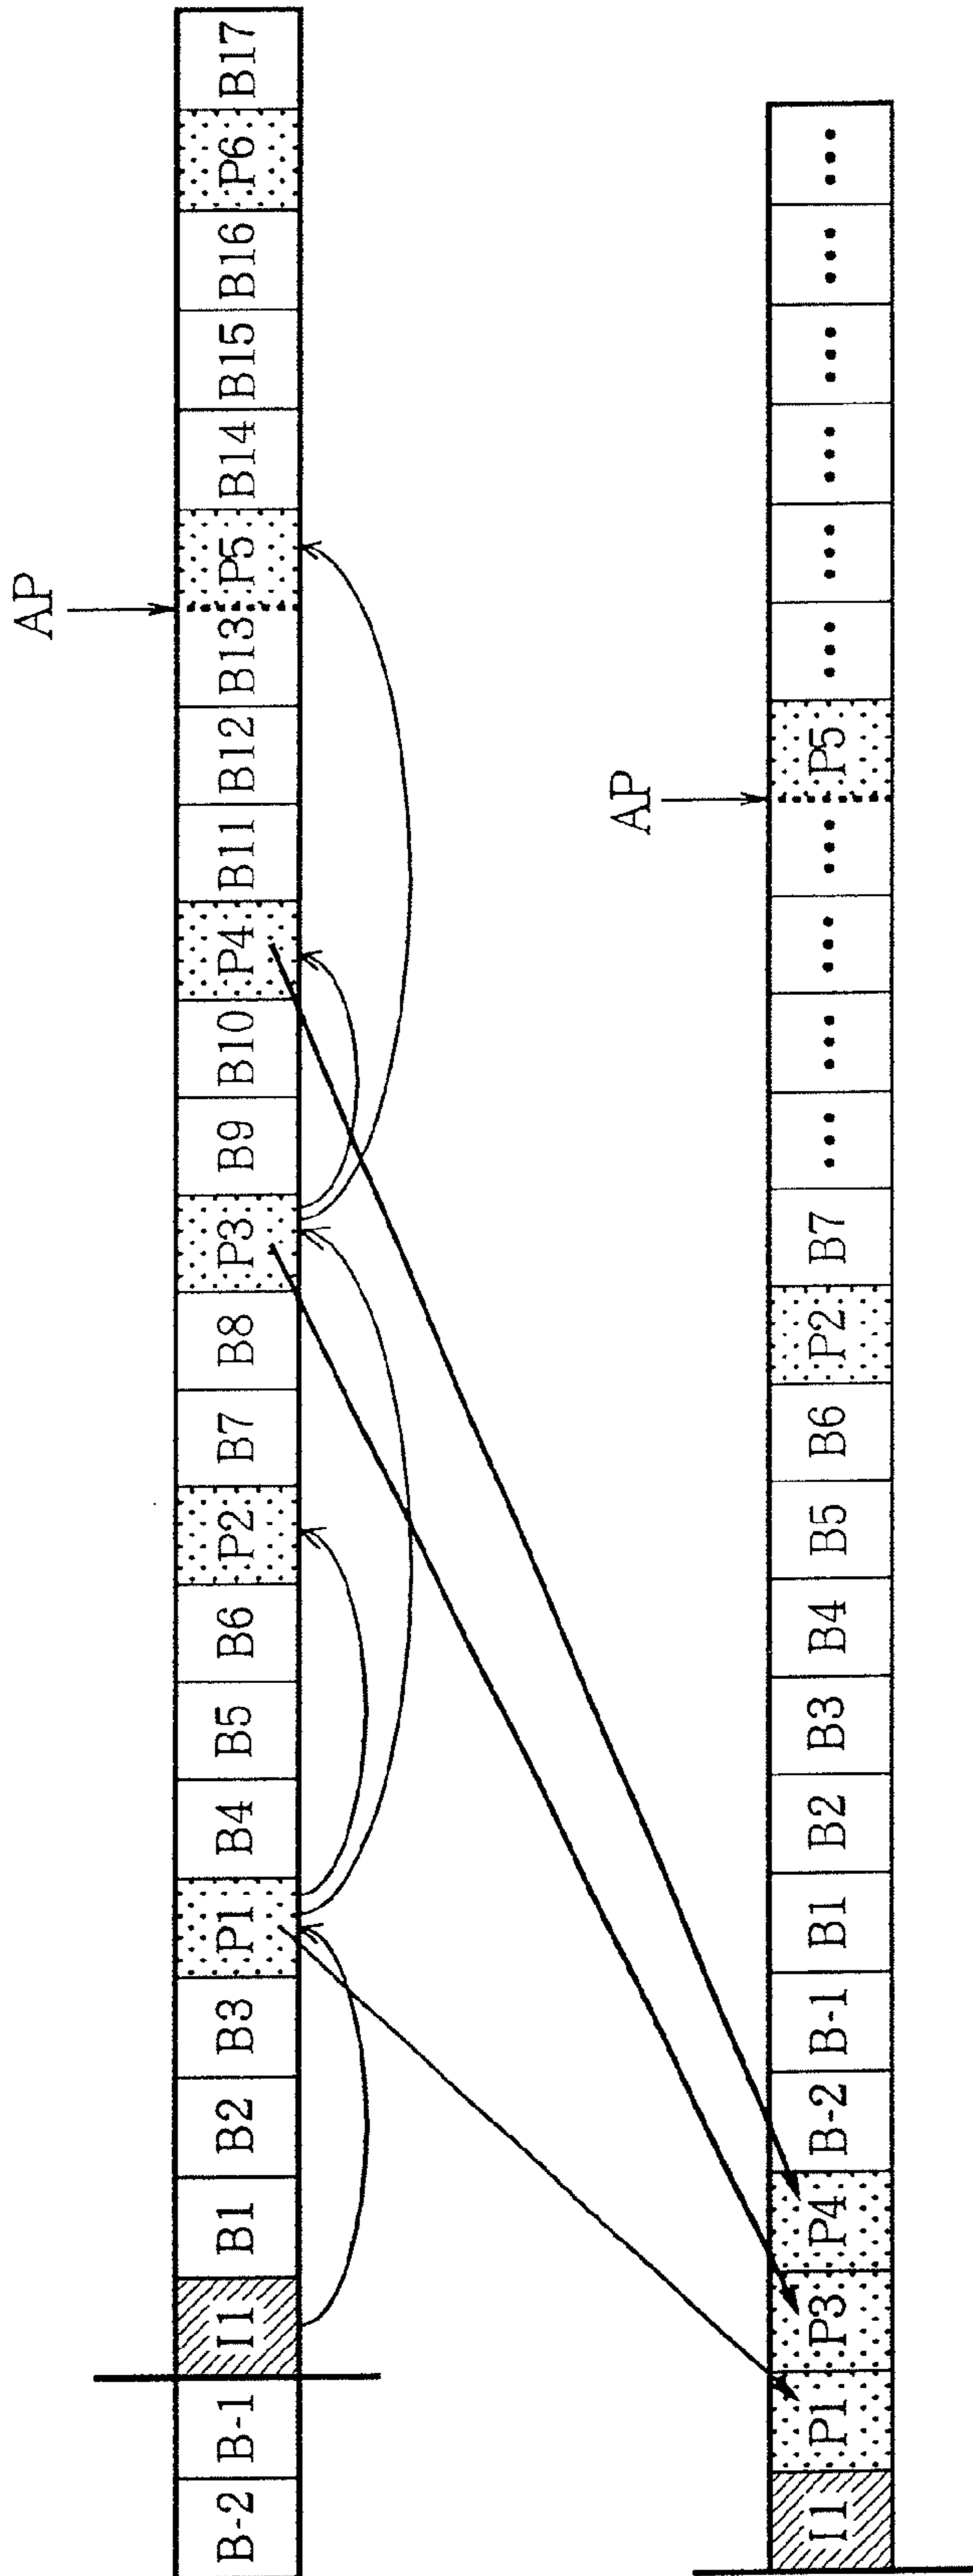 AP
B-2 B-1 I1 B1 B2 B3 P1 B4 B5 B6 P2 B7 B8 P3 B9 B10 P4 B11 B12 B13 P5 B14 B15 B16 P6 B17
AP
I1 P1 P3 P4 B-2 B-1 B1 B2 B3 B4 B5 B6 P2 B7 ••• ••• ••• ••• P5 ••• ••• ••• ••• ••• •••